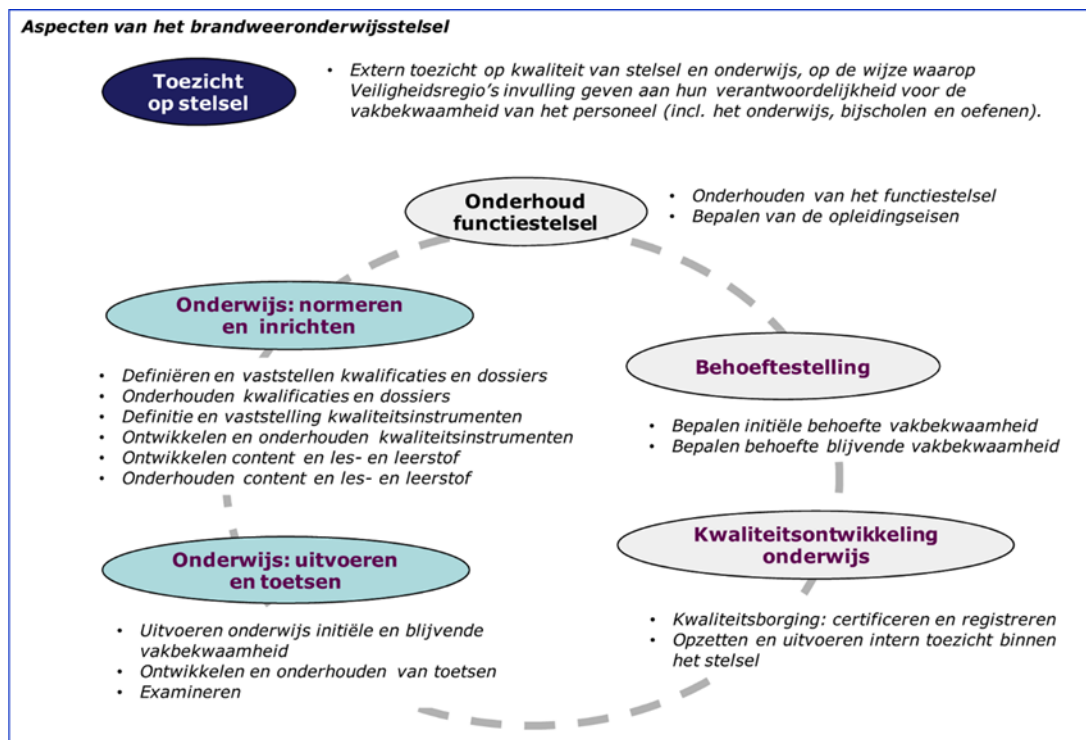 Aspecten van het brandweeronderwijsstelsel
Toezicht
op stelsel
• Extern toezicht op kwaliteit van stelsel en onderwijs, op de wijze waarop
Veiligheidsregio's invulling geven aan hun verantwoordelijkheid voor de
vakbekwaamheid van het personeel (incl. het onderwijs, bijscholen en oefenen).
Onderhoud
functiestelsel
• Onderhouden van het functiestelsel
• Bepalen van de opleidingseisen
Onderwijs: normeren
en inrichten
• Definiëren en vaststellen kwalificaties en dossiers
• Onderhouden kwalificaties en dossiers
• Definitie en vaststelling kwaliteitsinstrumenten
• Ontwikkelen en onderhouden kwaliteitsinstrumenten
• Ontwikkelen content en les- en leerstof
• Onderhouden content en les- en leerstof
Behoeftestelling
• Bepalen initiële behoefte vakbekwaamheid
• Bepalen behoefte blijvende vakbekwaamheid
Onderwijs: uitvoeren
en toetsen
• Uitvoeren onderwijs initiële en blijvende
vakbekwaamheid
• Ontwikkelen en onderhouden van toetsen
• Examineren
Kwaliteitsontwikkeling
onderwijs
• Kwaliteitsborging: certificeren en registreren
• Opzetten en uitvoeren intern toezicht binnen
het stelsel